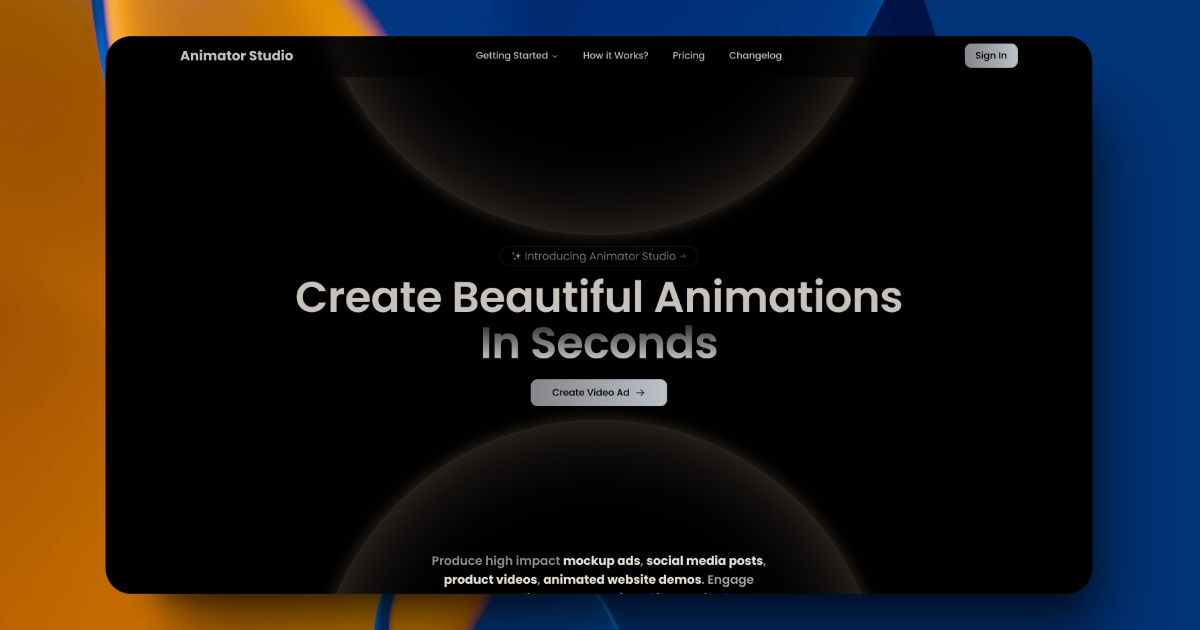 Animator Studio
Getting Started
How it Works?
Pricing
Changelog
Sign In
✨ Introducing Animator Studio →
Create Beautiful Animations
In Seconds
Create Video Ad →
Produce high impact mockup ads, social media posts,
product videos, animated website demos. Engage